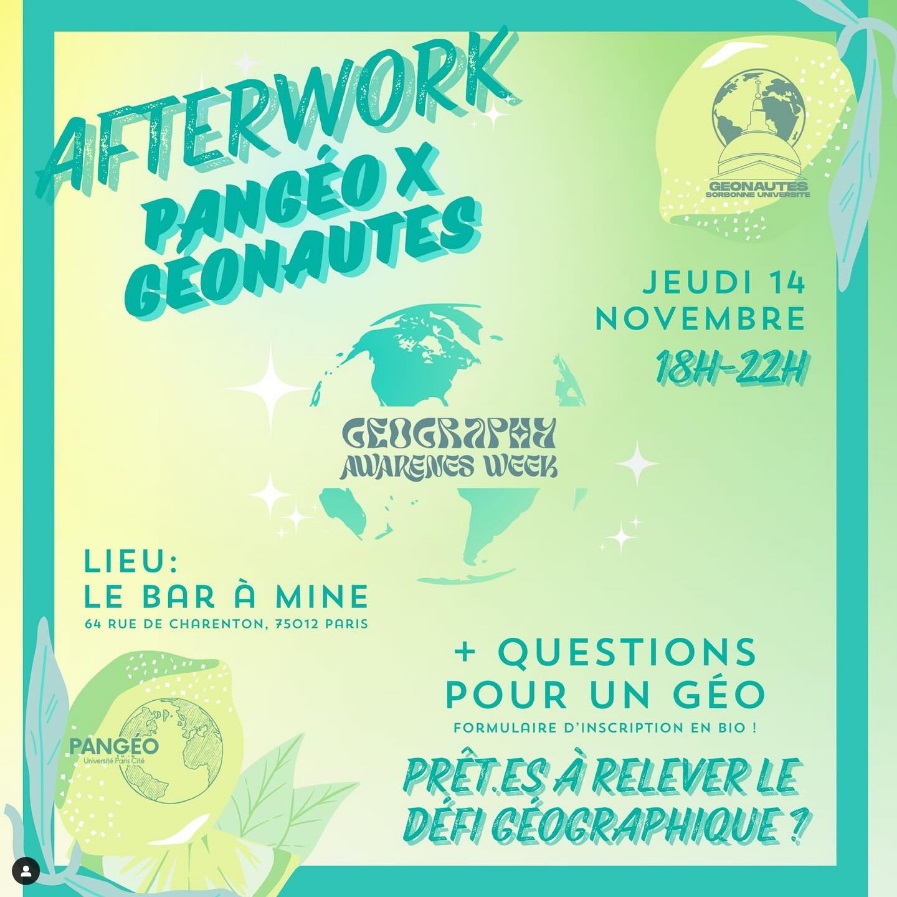 AFTERWORK
PANGÉO X
GÉONAUTES
GEONAUTES
SORBONNE UNIVERSITÉ
JEUDI 14
NOVEMBRE
18H-22H
GEOGRAPHY
AWARENES WEEK
LIEU:
LE BAR À MINE
64 RUE DE CHARENTON, 75012 PARIS
+ QUESTIONS
POUR UN GÉO
FORMULAIRE D'INSCRIPTION EN BIO !
PANGÉO
Université Paris Cité
PRÊT.ES À RELEVER LE
DÉFI GÉOGRAPHIQUE ?